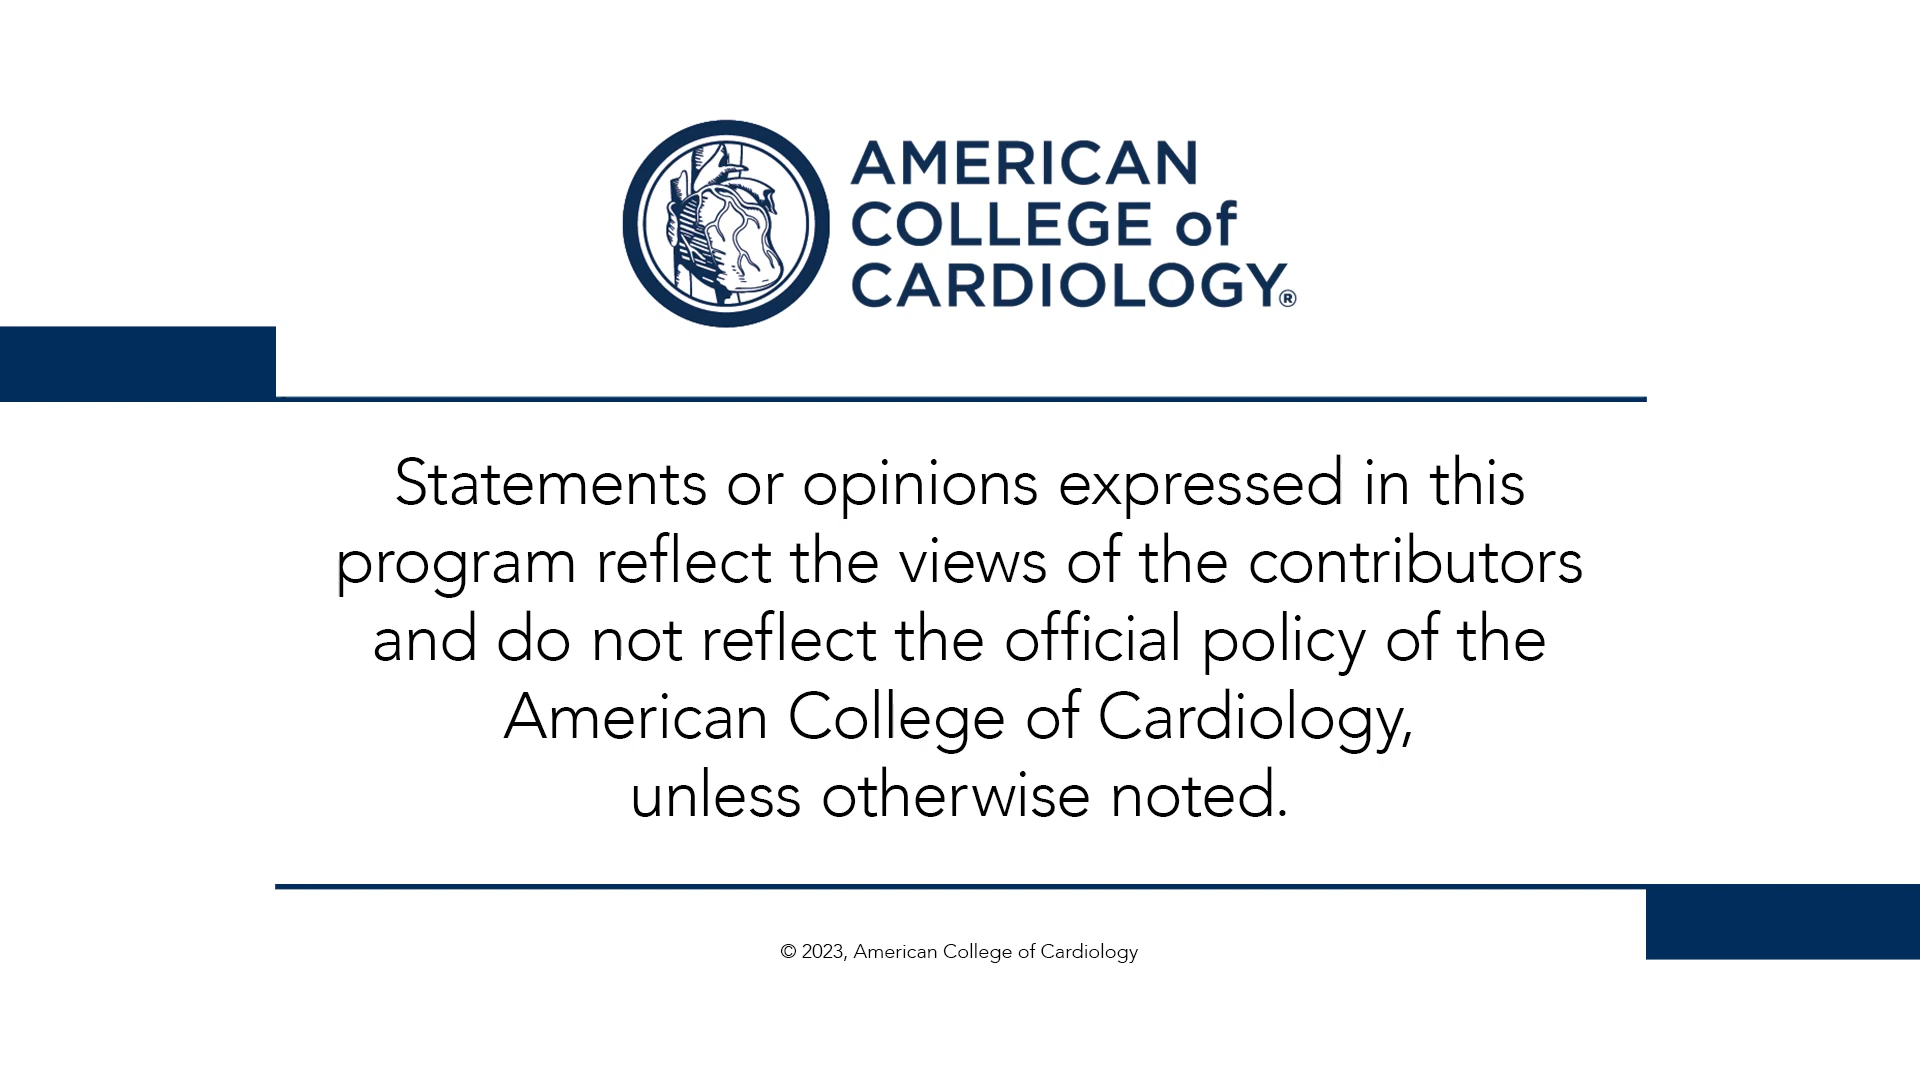 AMERICAN
COLLEGE of
CARDIOLOGY®
Statements or opinions expressed in this
program reflect the views of the contributors
and do not reflect the official policy of the
American College of Cardiology,
unless otherwise noted.
© 2023, American College of Cardiology